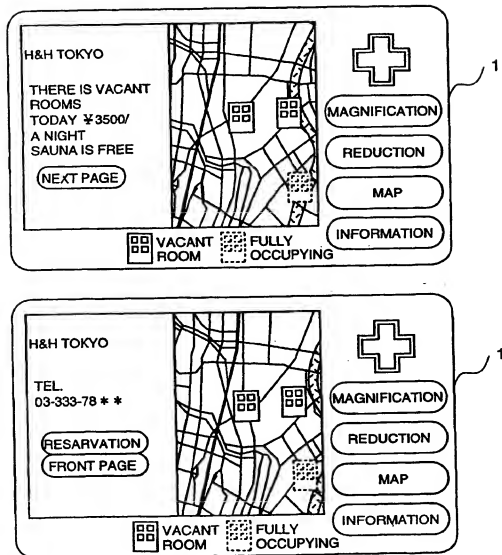 H&H TOKYO
THERE IS VACANT
ROOMS
TODAY ¥3500/
A NIGHT
SAUNA IS FREE
NEXT PAGE
MAGNIFICATION
REDUCTION
MAP
INFORMATION
1
VACANT
ROOM
FULLY
OCCUPYING
H&H TOKYO
TEL.
03-333-78**
RESARVATION
FRONT PAGE
MAGNIFICATION
REDUCTION
MAP
INFORMATION
1
VACANT
ROOM
FULLY
OCCUPYING